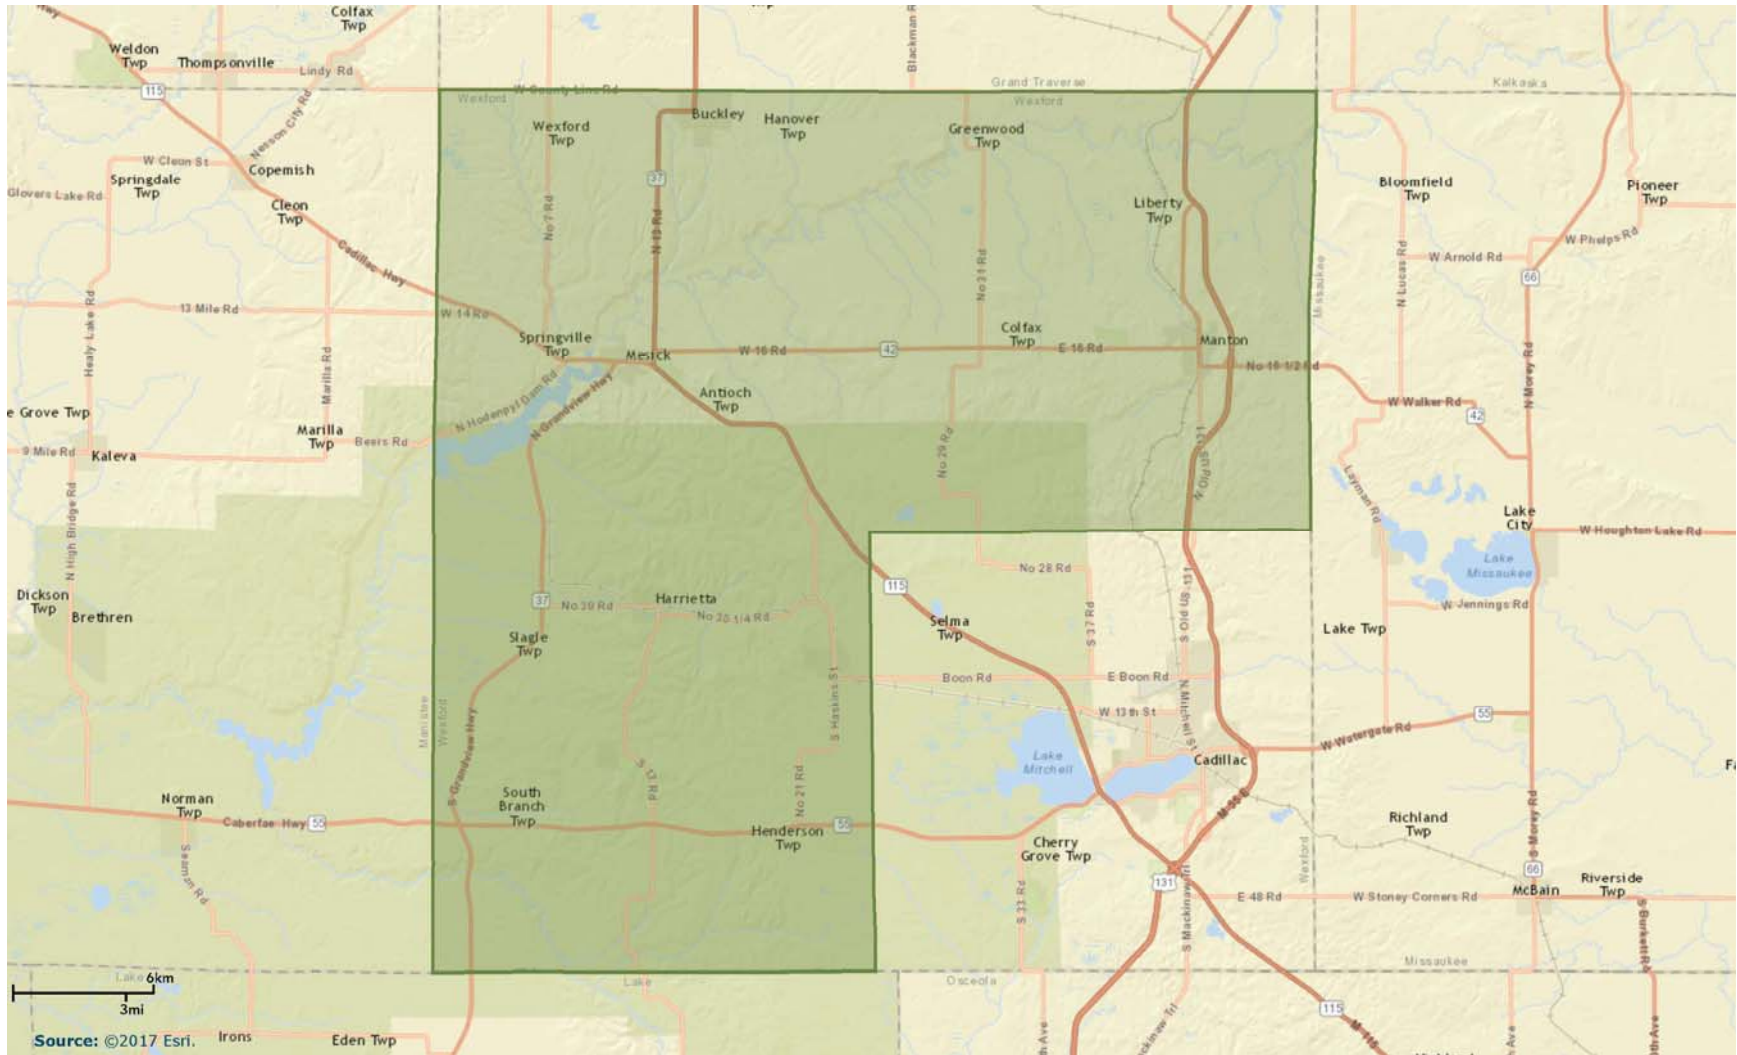 Colfax
Twp
Weldon
Twp
Thompsonville
Lindy Rd
115
Nesson City Rd
W Cleon St
Copemish
Springdale
Twp
Glovers Lake Rd
Cleon
Twp
Cadillac Hwy
13 Mile Rd
Healy Lake Rd
Marilla Rd
e Grove Twp
Marilla
Twp
Beers Rd
9 Mile Rd
Kaleva
N High Bridge Rd
Dickson
Twp
Brethren
Norman
Twp
Caberfae Hwy
55
Seaman Rd
Lake
6km
3mi
Source: ©2017 Esri.
Irons
Eden Twp
Wexford
W County Line Rd
Wexford
Twp
Buckley
Hanover
Twp
Blackman R
Grand Traverse
Wexford
Greenwood
Twp
37
No 7 Rd
N 13 Rd
Liberty
Twp
No 31 Rd
W 14 Rd
Springville
Twp
Mesick
W 16 Rd
42
Colfax
Twp
E 16 Rd
Manton
No 16 1/2 Rd
N Hodenpyl Dam Rd
N Grandview Hwy
Antioch
Twp
No 29 Rd
N Old US 131
115
No 28 Rd
37
No 30 Rd
Harrietta
No 30 1/4 Rd
Slagle
Twp
Selma
Twp
S 37 Rd
S Old US 131
Boon Rd
E Boon Rd
Manistee
Wexford
S Grandview Hwy
S Haskins St
S 13 Rd
No 21 Rd
W 13th St
N Mitchell St
Lake
Mitchell
Cadillac
South
Branch
Twp
Henderson
Twp
55
Cherry
Grove Twp
M-55 E
131
S 33 Rd
S Mackinaw Trl
E 48 Rd
Lake
Osceola
115
M-115
Kalkaska
Bloomfield
Twp
Pioneer
Twp
W Phelps Rd
W Arnold Rd
66
N Lucas Rd
Missaukee
N Morey Rd
W Walker Rd
42
Layman Rd
Lake
City
W Houghton Lake Rd
Lake
Missaukee
W Jennings Rd
Lake Twp
55
W Watergate Rd
Richland
Twp
Wexford
S Morey Rd
66
McBain
Riverside
Twp
W Stoney Corners Rd
S Burkett Rd
Missaukee